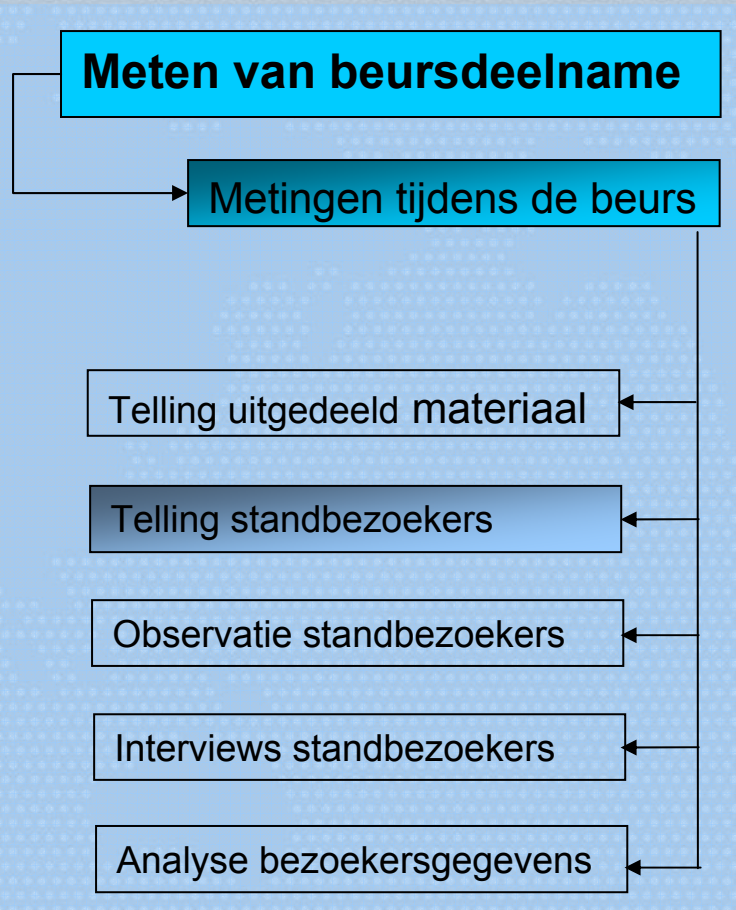 Meten van beursdeelname
Metingen tijdens de beurs
Telling uitgedeeld materiaal
Telling standbezoekers
Observatie standbezoekers
Interviews standbezoekers
Analyse bezoekersgegevens